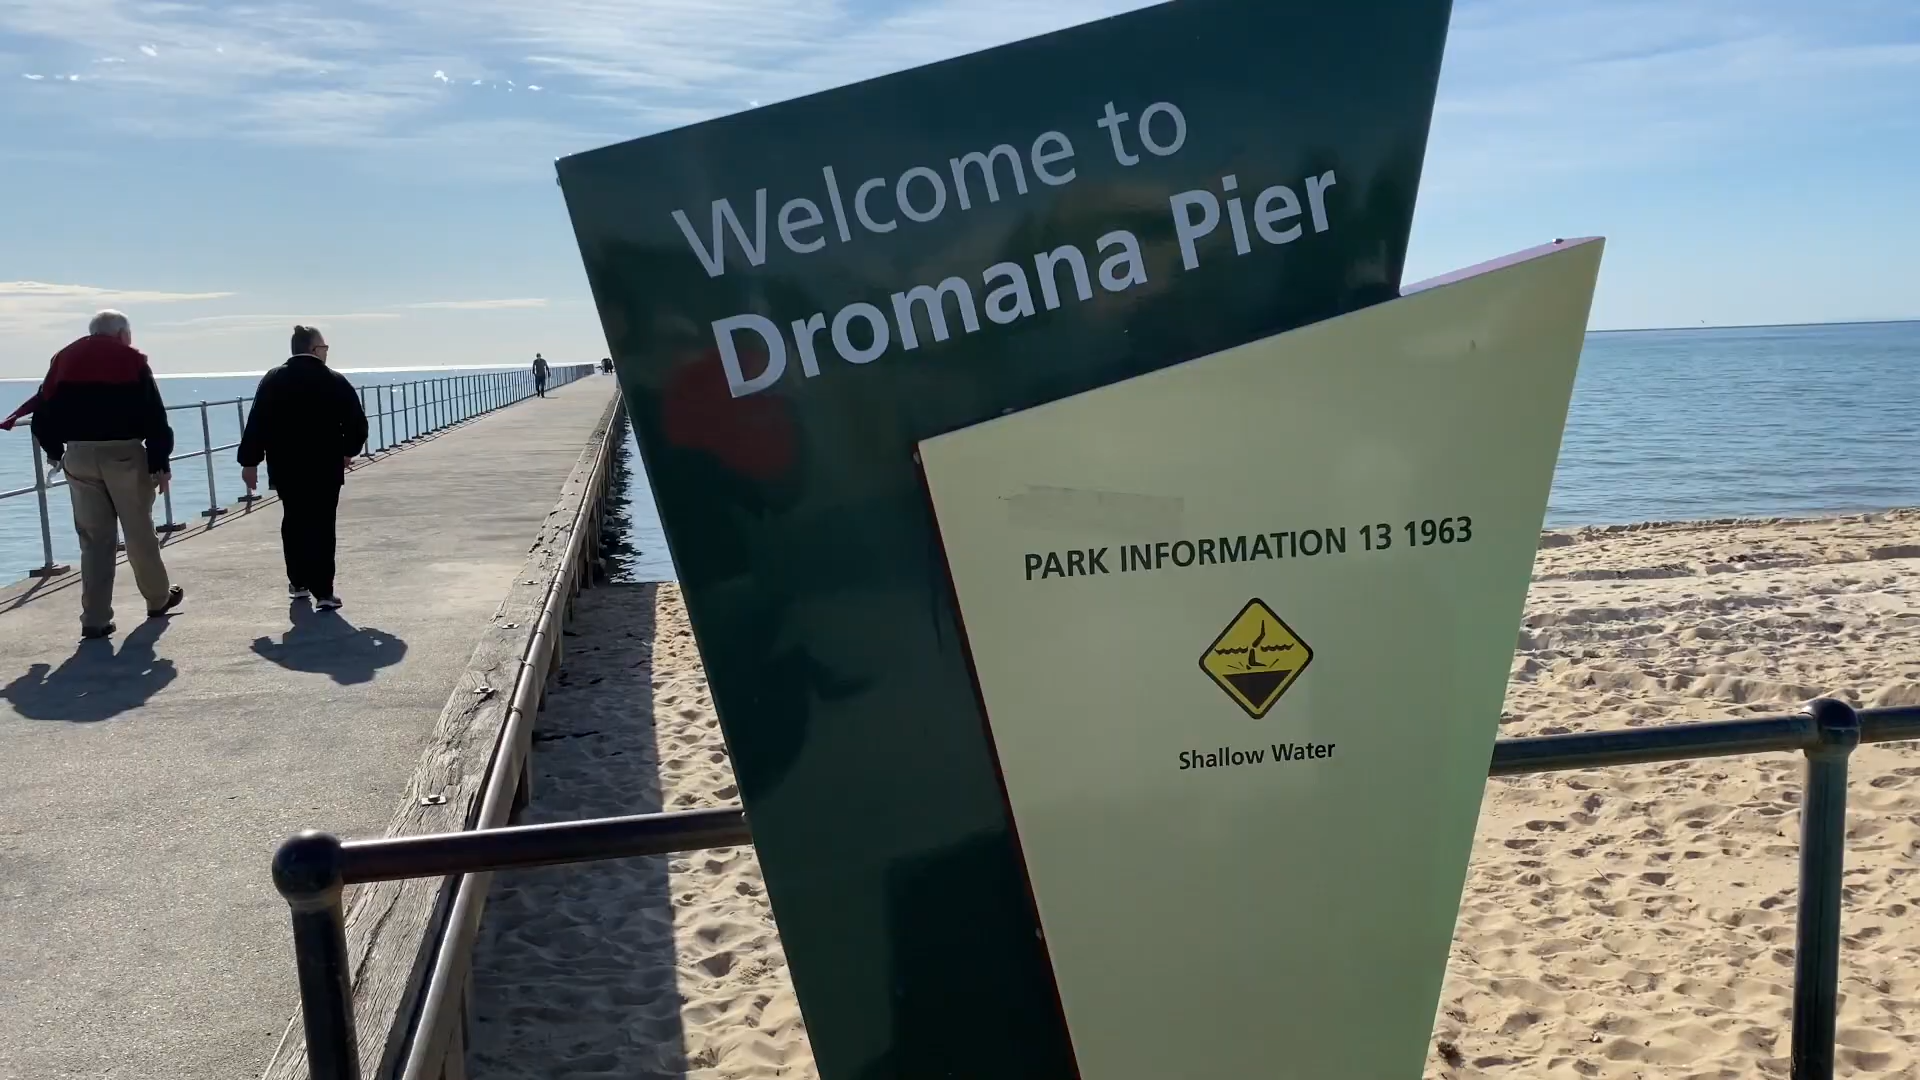 Welcome to
Dromana Pier
PARK INFORMATION 13 1963
Shallow Water